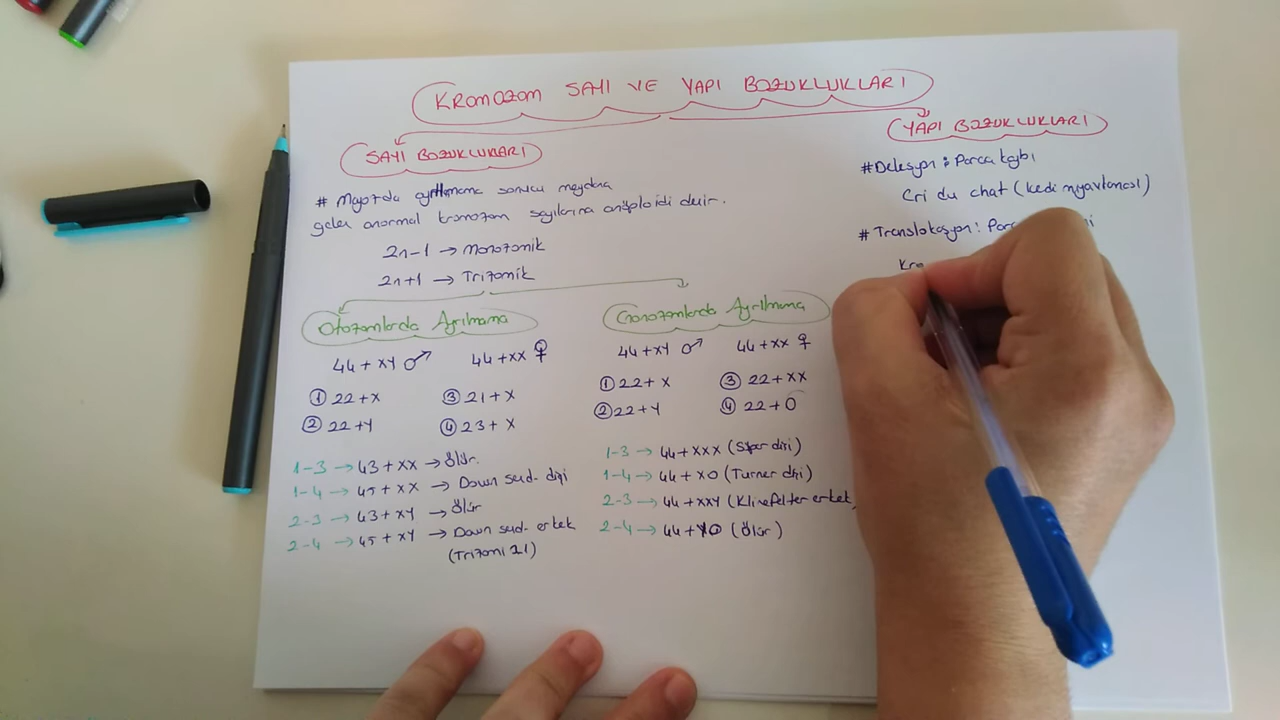 KROMOZOM SAYI VE YAPI BOZUKLUKLARI
SAYI BOZUKLUKLARI
# Mayozda ayrılmama sonucu meydana
gelen anormal kromozom sayılarına anöploidi denir.
2n-1 → Monozomik
2n+1 → Trizomik
Otozomlarda Ayrılmama
44+XY ♂ 44+XX ♀
① 22+X ③ 21+X
② 22+Y ④ 23+X
1-3 → 43+XX → Ölür.
1-4 → 45+XX → Down send- dişi
2-3 → 43+XY → Ölür
2-4 → 45+XY → Down send- erkek
(Trizomi 21)
Gonozomlarda Ayrılmama
44+XY ♂ 44+XX ♀
① 22+X ③ 22+XX
② 22+Y ④ 22+O
1-3 → 44+XXX (Süper dişi)
1-4 → 44+XO (Turner dişi)
2-3 → 44+XXY (Klinefelter erkek)
2-4 → 44+YO (Ölür)
YAPI BOZUKLUKLARI
# Delesyon: Parça kaybı
Cri du chat (kedi miyavlaması)
# Translokasyon: